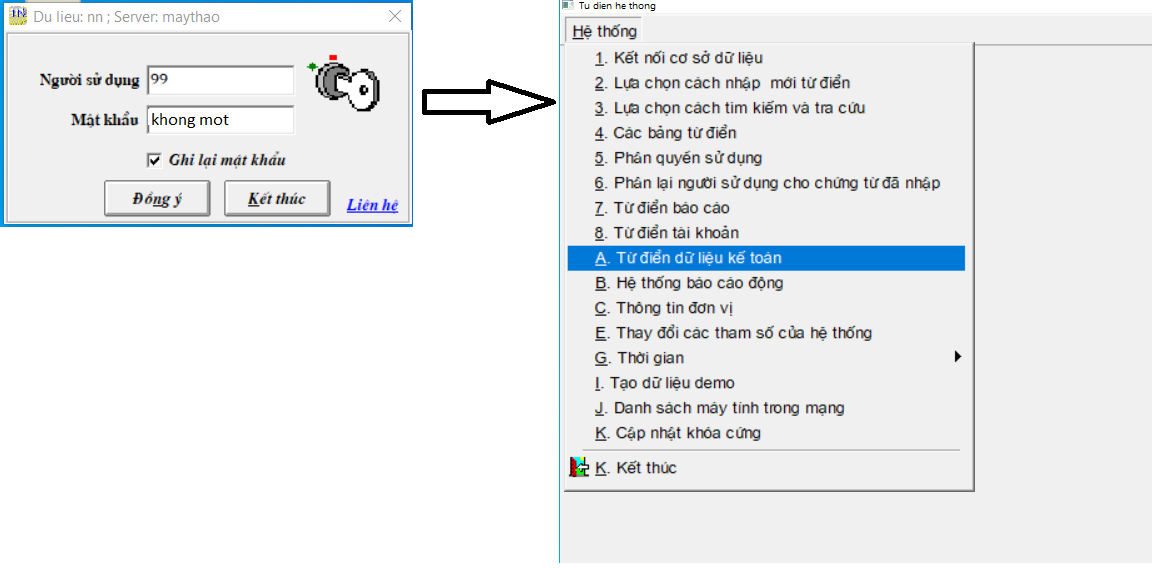 Du lieu: nn ; Server: maythao
Người sử dụng 99
Mật khẩu khong mot
Ghi lại mật khẩu
Đồng ý
Kết thúc
Liên hệ
Tu dien he thong
Hệ thống
1. Kết nối cơ sở dữ liệu
2. Lựa chọn cách nhập mới từ điển
3. Lựa chọn cách tìm kiếm và tra cứu
4. Các bảng từ điển
5. Phân quyền sử dụng
6. Phân lại người sử dụng cho chứng từ đã nhập
7. Từ điển báo cáo
8. Từ điển tài khoản
A. Từ điển dữ liệu kế toán
B. Hệ thống báo cáo động
C. Thông tin đơn vị
E. Thay đổi các tham số của hệ thống
G. Thời gian
I. Tạo dữ liệu demo
J. Danh sách máy tính trong mạng
K. Cập nhật khóa cứng
K. Kết thúc